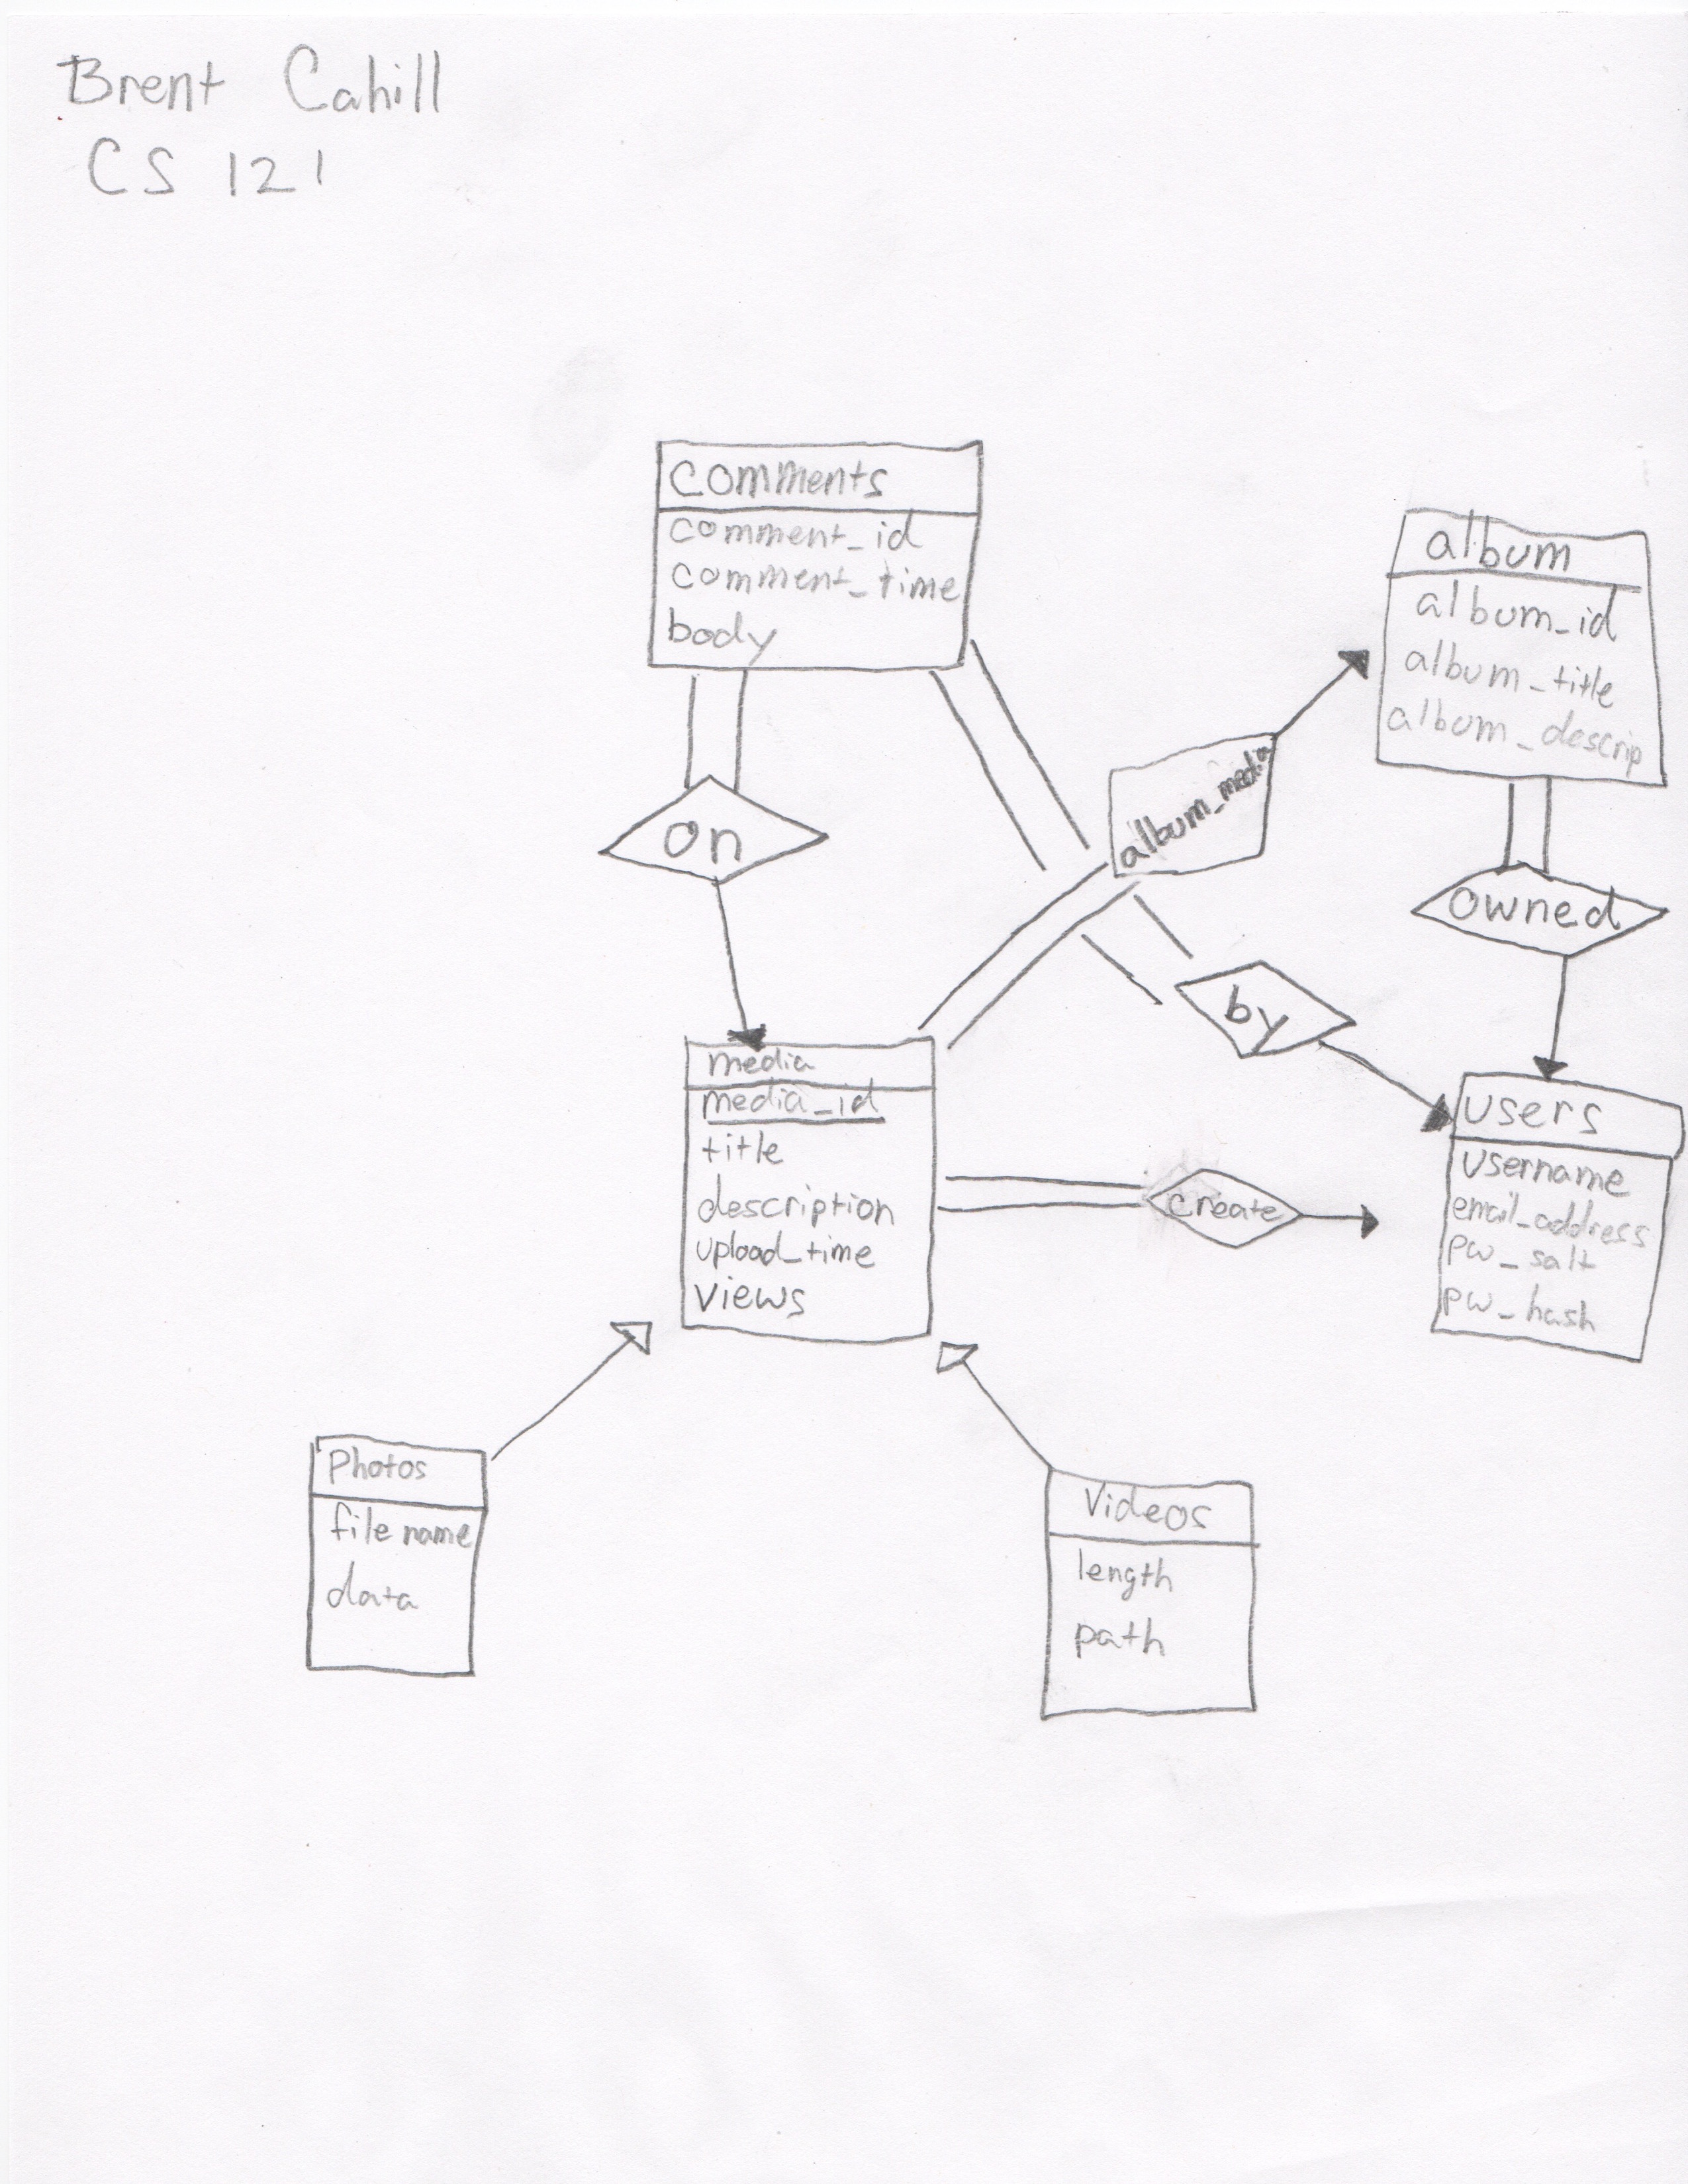 Brent Cahill
CS 121
comments
comment_id
comment_time
body
album
album_id
album_title
album_descrip
album_media
on
owned
by
media
media_id
title
description
upload_time
views
create
users
username
email_address
pw_salt
pw_hash
Photos
file name
data
Videos
length
path